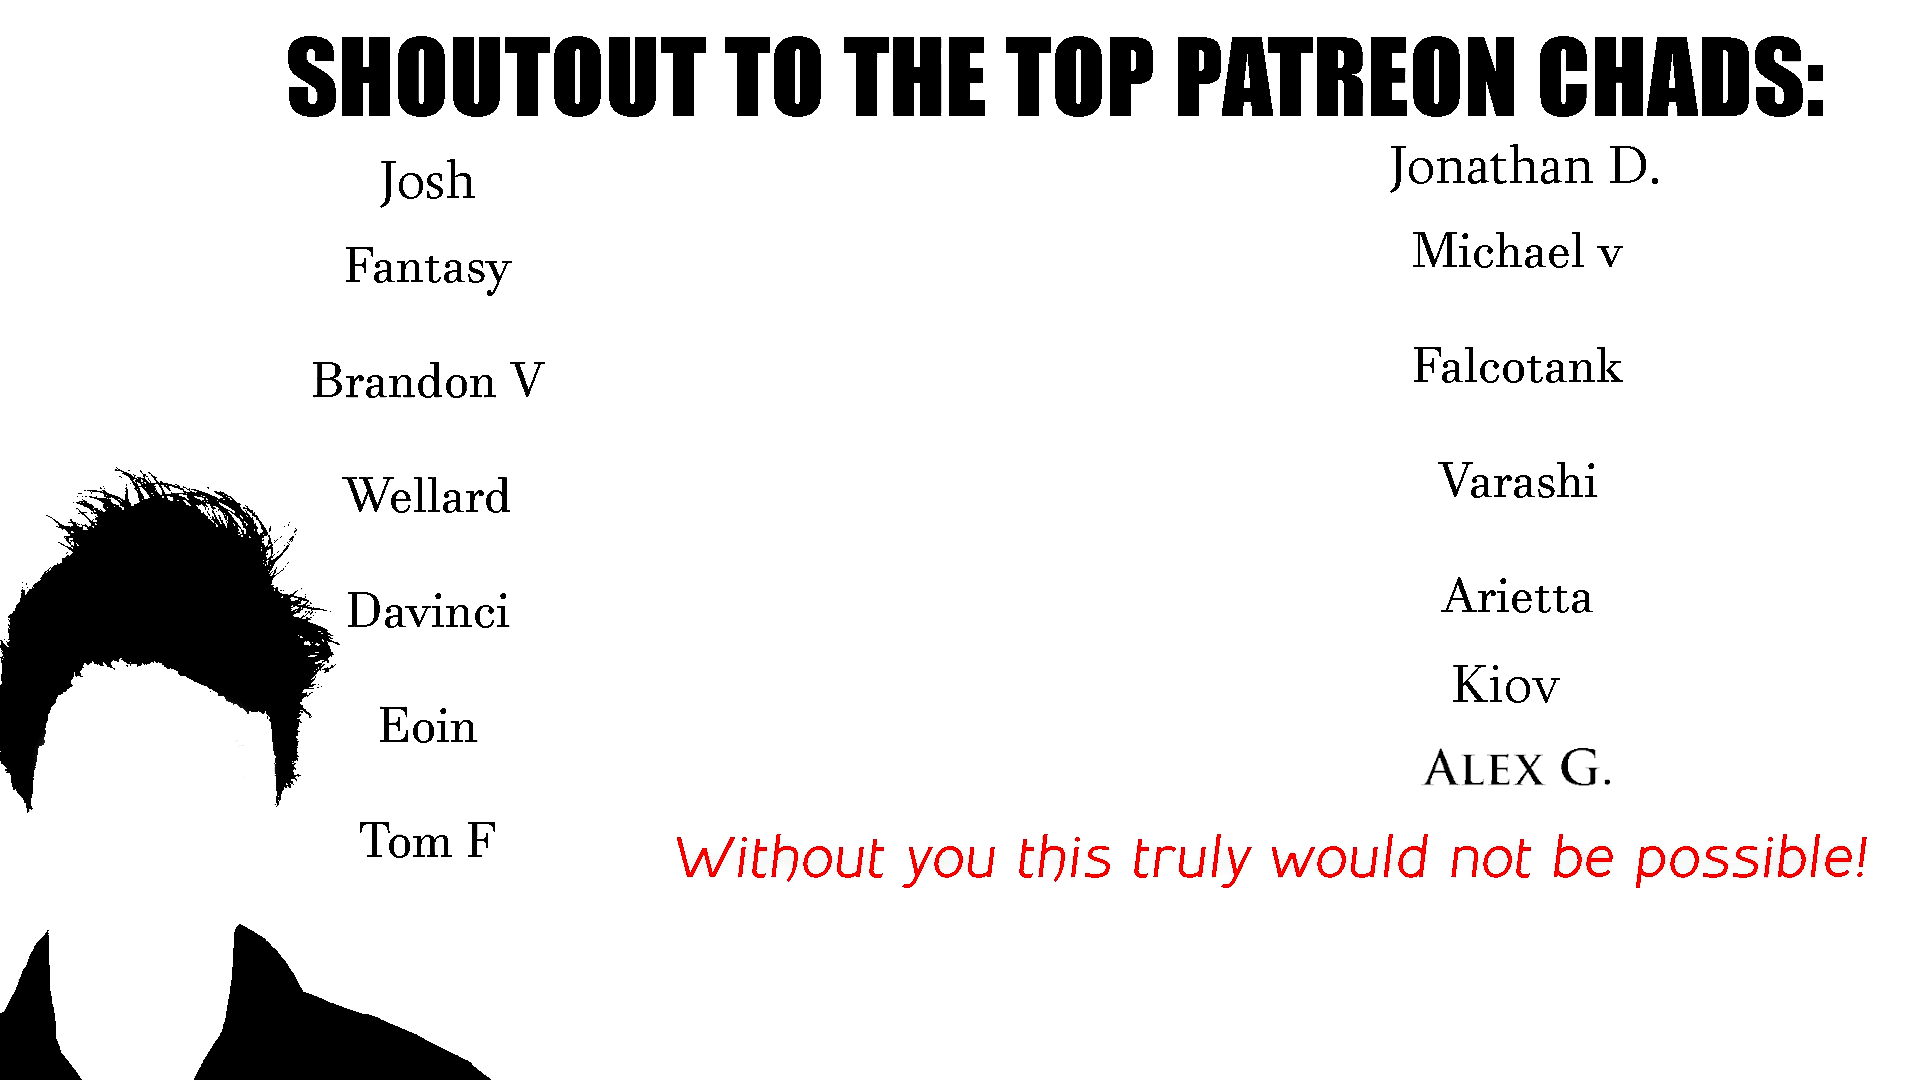 SHOUTOUT TO THE TOP PATREON CHADS:
Josh
Fantasy
Brandon V
Wellard
Davinci
Eoin
Tom F
Jonathan D.
Michael v
Falcotank
Varashi
Arietta
Kiov
ALEX G.
Without you this truly would not be possible!